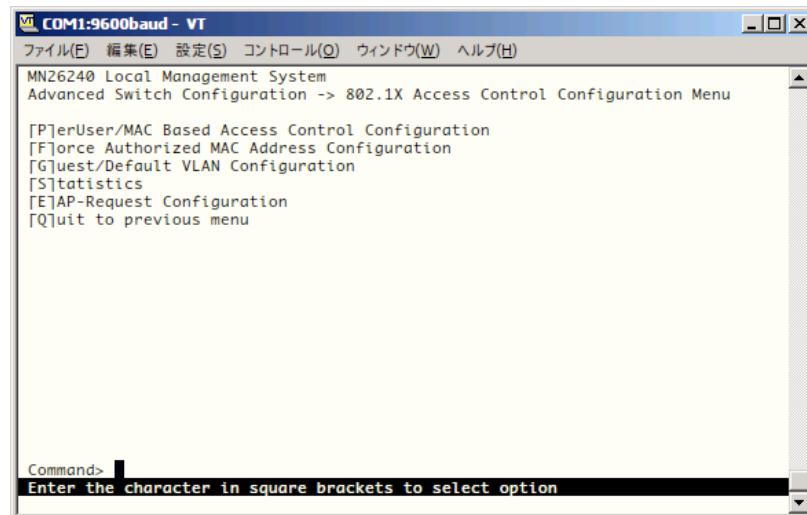 COM1:9600baud - VT
ファイル(F) 編集(E) 設定(S) コントロール(O) ウィンドウ(W) ヘルプ(H)
MN26240 Local Management System
Advanced Switch Configuration -> 802.1X Access Control Configuration Menu
[P]erUser/MAC Based Access Control Configuration
[F]orce Authorized MAC Address Configuration
[G]uest/Default VLAN Configuration
[S]tatistics
[E]AP-Request Configuration
[Q]uit to previous menu
Command>
Enter the character in square brackets to select option